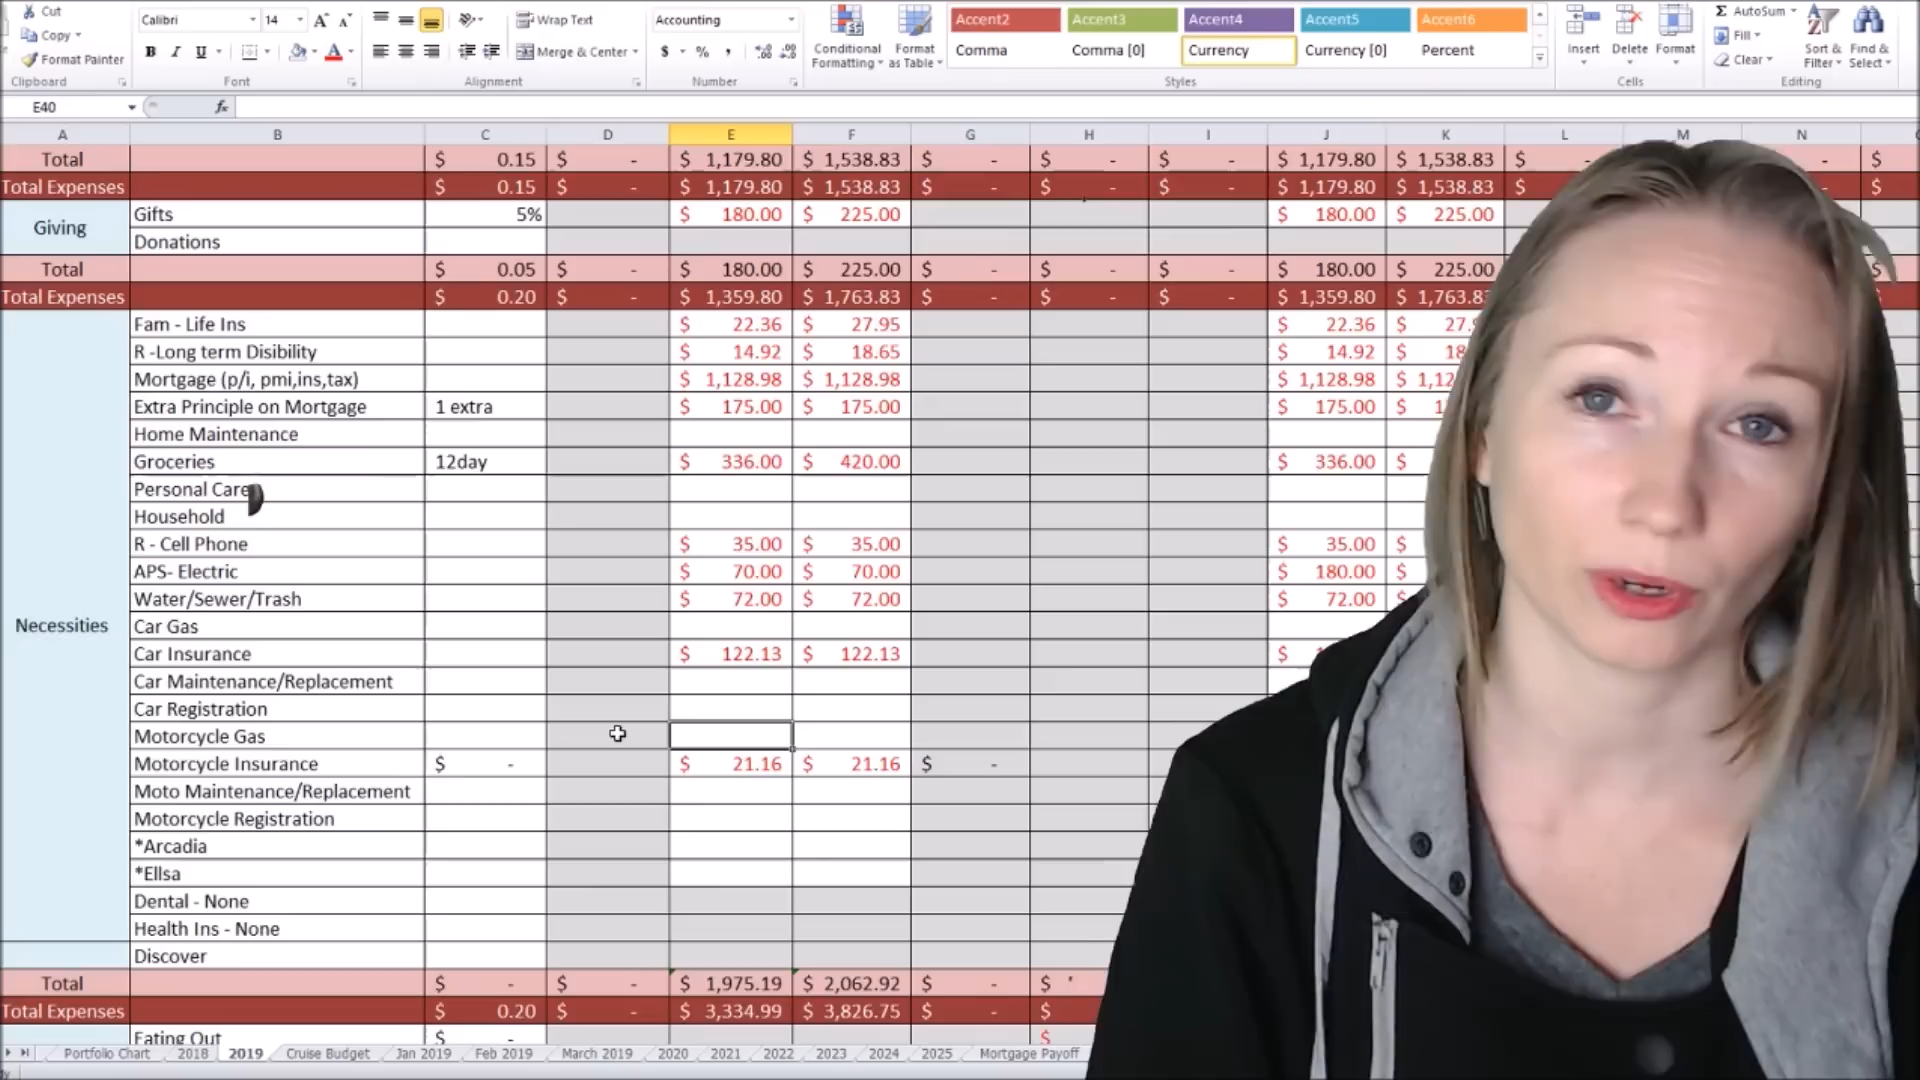 Cut Calibri 14 A A Wrap Text Accounting Accent2 Accent3 Accent4 Accent5 Accent6 Σ AutoSum
Copy B I U A Merge & Center $ % , Conditional Formatting Format as Table Comma Comma [0] Currency Currency [0] Percent Insert Delete Format Fill Sort & Filter Find & Select
Format Painter Clear
Clipboard Font Alignment Number Styles Cells Editing
E40 fx
A B C D E F G H I J K L M N
Total $ 0.15 $ - $ 1,179.80 $ 1,538.83 $ - $ - $ - $ 1,179.80 $ 1,538.83 $ - - $
Total Expenses $ 0.15 $ - $ 1,179.80 $ 1,538.83 $ - $ - $ - $ 1,179.80 $ 1,538.83 $ - $
Giving
Gifts 5% $ 180.00 $ 225.00 $ 180.00 $ 225.00
Donations
Total $ 0.05 $ - $ 180.00 $ 225.00 $ - $ - $ - $ 180.00 $ 225.00 $
Total Expenses $ 0.20 $ - $ 1,359.80 $ 1,763.83 $ - $ - $ - $ 1,359.80 $ 1,763.8
Necessities
Fam - Life Ins $ 22.36 $ 27.95 $ 22.36 $ 27.
R -Long term Disibility $ 14.92 $ 18.65 $ 14.92 $ 18
Mortgage (p/i, pmi,ins,tax) $ 1,128.98 $ 1,128.98 $ 1,128.98 $ 1,12
Extra Principle on Mortgage 1 extra $ 175.00 $ 175.00 $ 175.00 $ 1
Home Maintenance
Groceries 12day $ 336.00 $ 420.00 $ 336.00 $
Personal Care
Household
R - Cell Phone $ 35.00 $ 35.00 $ 35.00 $
APS- Electric $ 70.00 $ 70.00 $ 180.00 $
Water/Sewer/Trash $ 72.00 $ 72.00 $ 72.00 $
Car Gas
Car Insurance $ 122.13 $ 122.13 $
Car Maintenance/Replacement
Car Registration
Motorcycle Gas
Motorcycle Insurance $ - $ 21.16 $ 21.16 $ -
Moto Maintenance/Replacement
Motorcycle Registration
*Arcadia
*Ellsa
Dental - None
Health Ins - None
Discover
Total $ - $ - $ 1,975.19 $ 2,062.92 $ - $
Total Expenses $ 0.20 $ - $ 3,334.99 $ 3,826.75 $ - $
Eating Out $ - $
Portfolio Chart 2018 2019 Cruise Budget Jan 2019 Feb 2019 March 2019 2020 2021 2022 2023 2024 2025 Mortgage Payoff